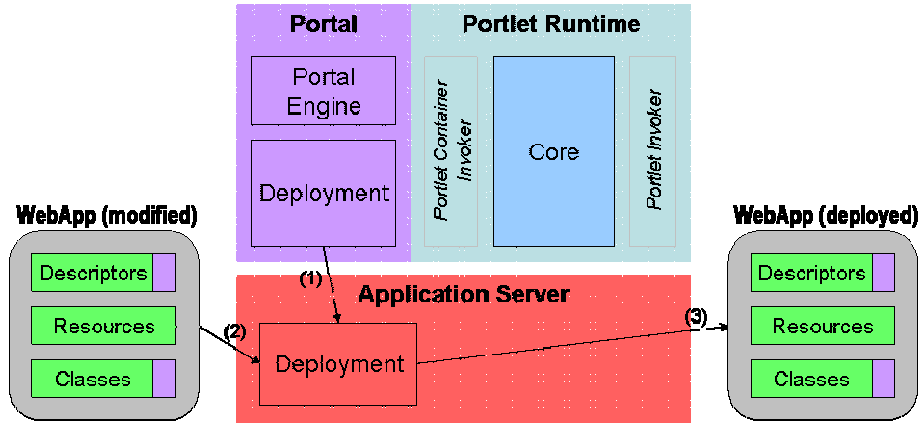 Portal
Portlet Runtime
Portal
Engine
Deployment
Portlet Container
Invoker
Core
Portlet Invoker
WebApp (modified)
Descriptors
Resources
Classes
(1)
(2)
Application Server
Deployment
(3)
WebApp (deployed)
Descriptors
Resources
Classes